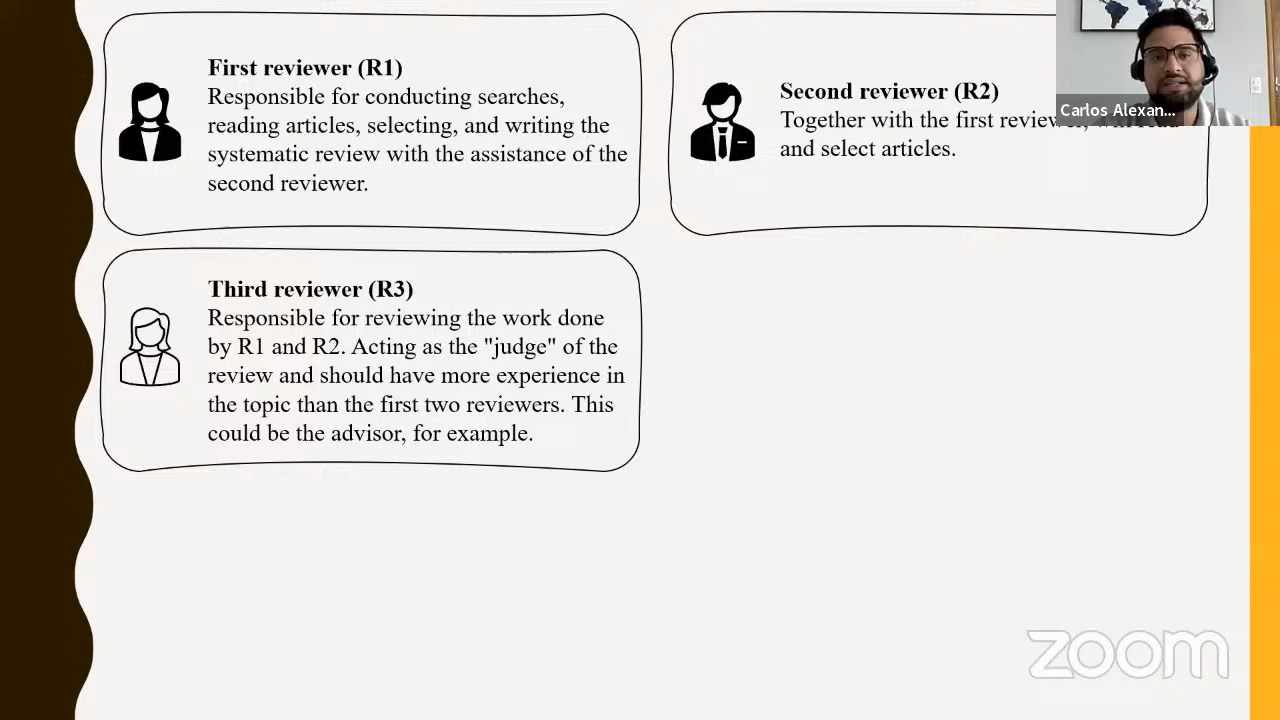 First reviewer (R1)
Responsible for conducting searches,
reading articles, selecting, and writing the
systematic review with the assistance of the
second reviewer.
Second reviewer (R2)
Together with the first
and select articles.
Carlos Alexan...
Third reviewer (R3)
Responsible for reviewing the work done
by R1 and R2. Acting as the "judge" of the
review and should have more experience in
the topic than the first two reviewers. This
could be the advisor, for example.
zoom